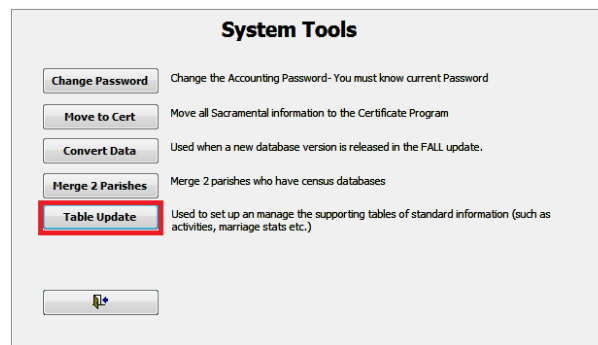 System Tools
Change Password
Change the Accounting Password- You must know current Password
Move to Cert
Move all Sacramental information to the Certificate Program
Convert Data
Used when a new database version is released in the FALL update.
Merge 2 Parishes
Merge 2 parishes who have census databases
Table Update
Used to set up an manage the supporting tables of standard information (such as
activities, marriage stats etc.)